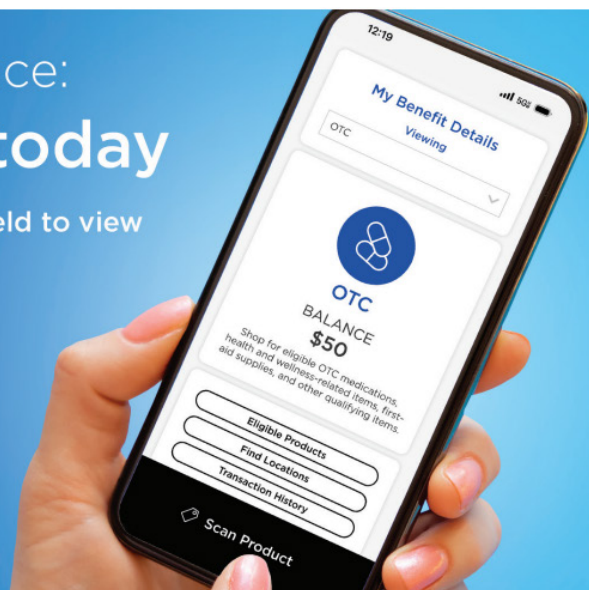 ce:
today
eld to view
12:19
5G
My Benefit Details
Viewing
OTC
OTC
BALANCE
$50
Shop for eligible OTC medications,
health and wellness-related items, first-
aid supplies, and other qualifying items.
Eligible Products
Find Locations
Transaction History
Scan Product